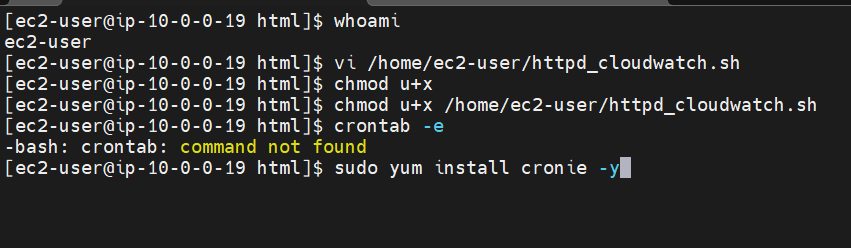 [ec2-user@ip-10-0-0-19 html]$ whoami
ec2-user
[ec2-user@ip-10-0-0-19 html]$ vi /home/ec2-user/httpd_cloudwatch.sh
[ec2-user@ip-10-0-0-19 html]$ chmod u+x
[ec2-user@ip-10-0-0-19 html]$ chmod u+x /home/ec2-user/httpd_cloudwatch.sh
[ec2-user@ip-10-0-0-19 html]$ crontab -e
-bash: crontab: command not found
[ec2-user@ip-10-0-0-19 html]$ sudo yum install cronie -y